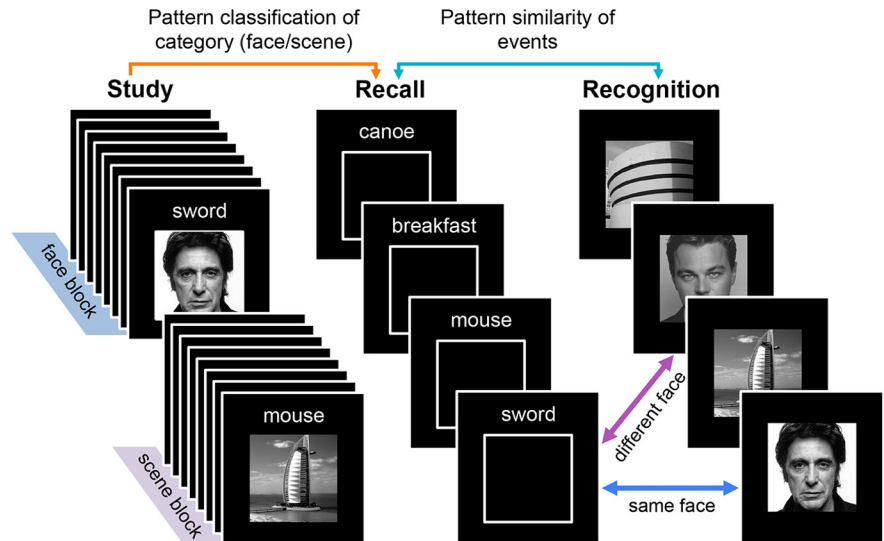 Pattern classification of
category (face/scene)
Pattern similarity of
events
Study
Recall
Recognition
sword
face block
mouse
scene block
canoe
breakfast
mouse
sword
different face
same face